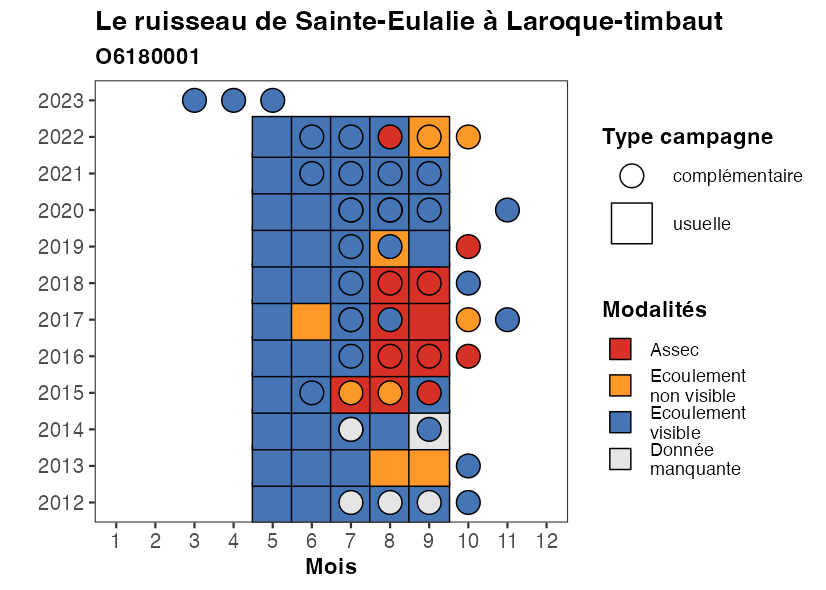 Le ruisseau de Sainte-Eulalie à Laroque-timbaut
O6180001
2023
2022
2021
2020
2019
2018
2017
2016
2015
2014
2013
2012
1 2 3 4 5 6 7 8 9 10 11 12
Mois
Type campagne
complémentaire
usuelle
Modalités
Assec
Ecoulement
non visible
Ecoulement
visible
Donnée
manquante